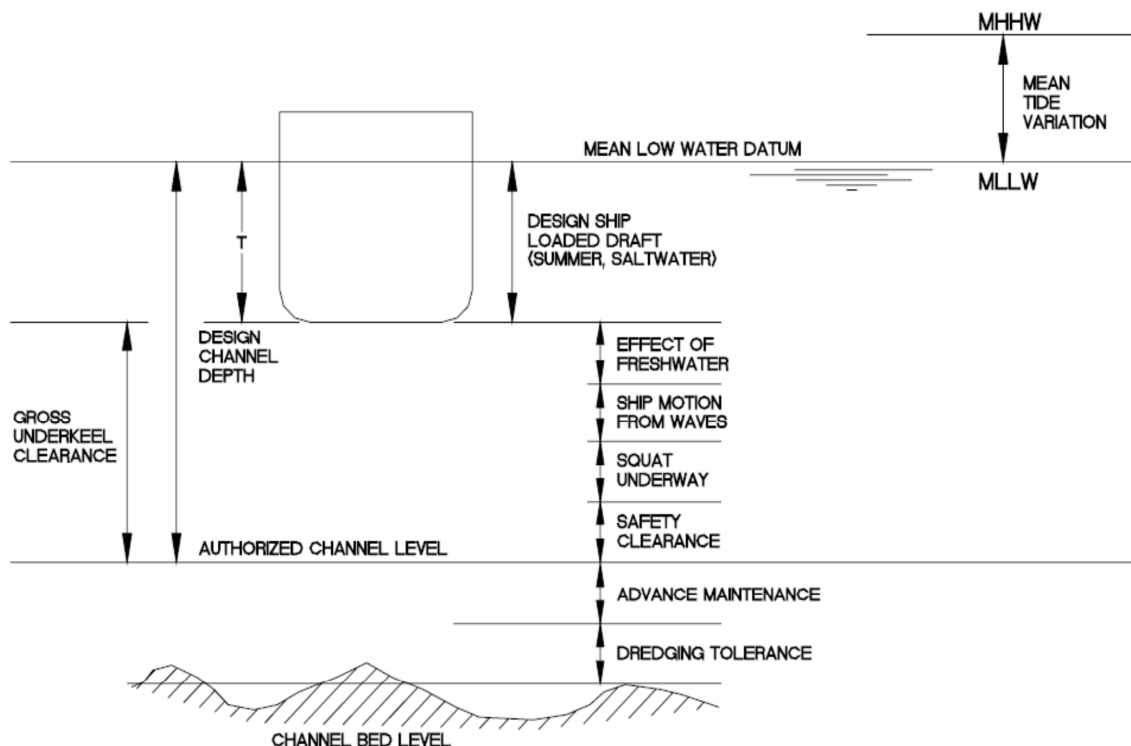 MHHW
MEAN
TIDE
VARIATION
MEAN LOW WATER DATUM
MLLW
T
DESIGN SHIP
LOADED DRAFT
(SUMMER, SALTWATER)
DESIGN
CHANNEL
DEPTH
EFFECT OF
FRESHWATER
SHIP MOTION
FROM WAVES
GROSS
UNDERKEEL
CLEARANCE
SQUAT
UNDERWAY
SAFETY
CLEARANCE
AUTHORIZED CHANNEL LEVEL
ADVANCE MAINTENANCE
DREDGING TOLERANCE
CHANNEL BED LEVEL